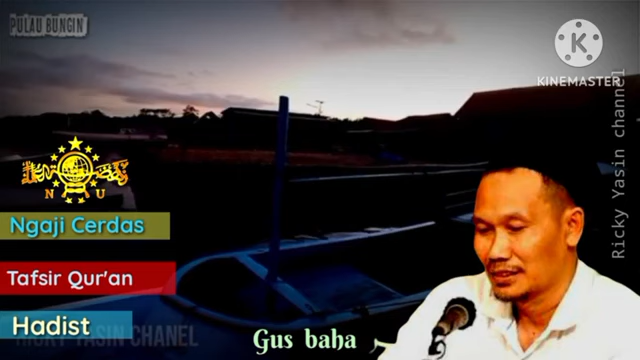 PULAU BUNGIN
KINEMASTER
Ricky Yasin channel
N U
Ngaji Cerdas
Tafsir Qur'an
Hadist
RICKY YASIN CHANEL
Gus baha